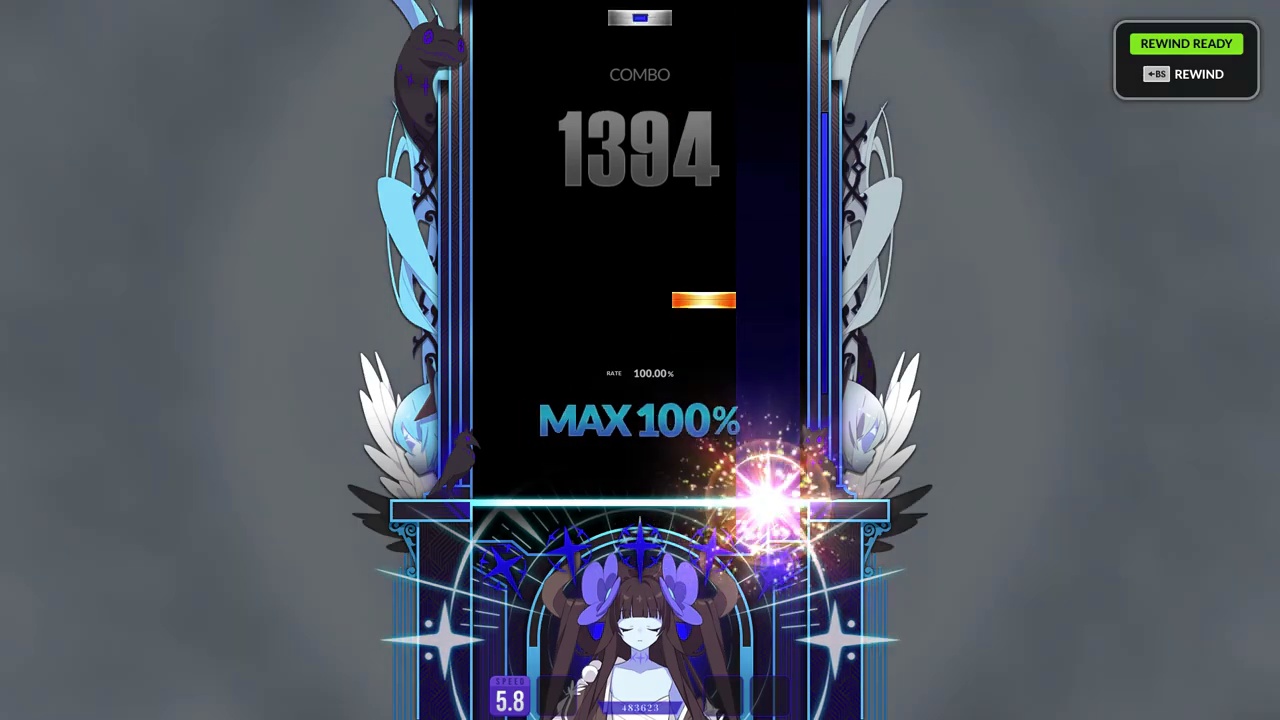 COMBO
1394
RATE 100.00%
MAX 100%
REWIND READY
←BS REWIND
SPEED
5.8
483623